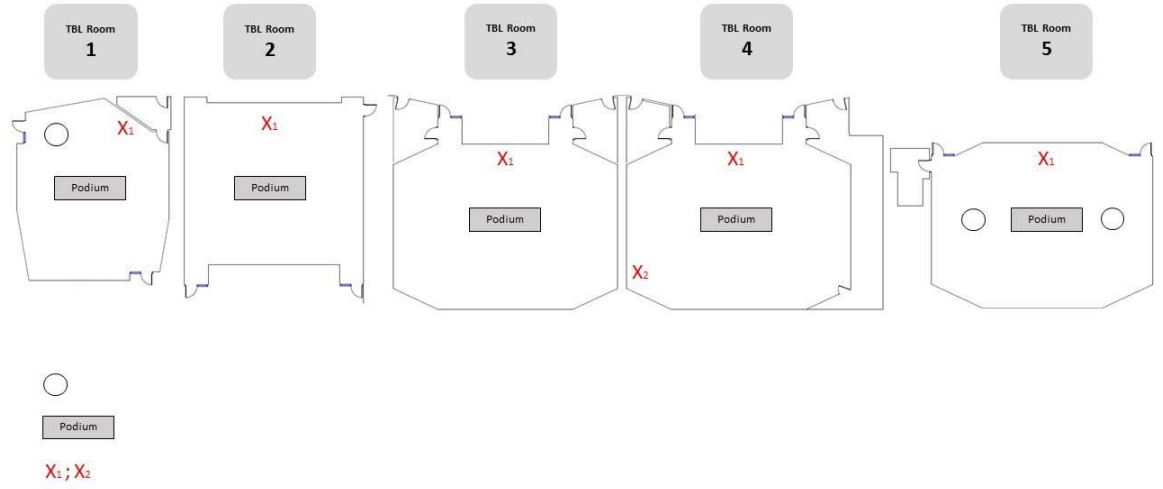 TBL Room
1
TBL Room
2
TBL Room
3
TBL Room
4
TBL Room
5
X₁
X₁
X₁
X₁
X₁
Podium
Podium
Podium
Podium
Podium
X₂
Podium
X₁ ; X₂